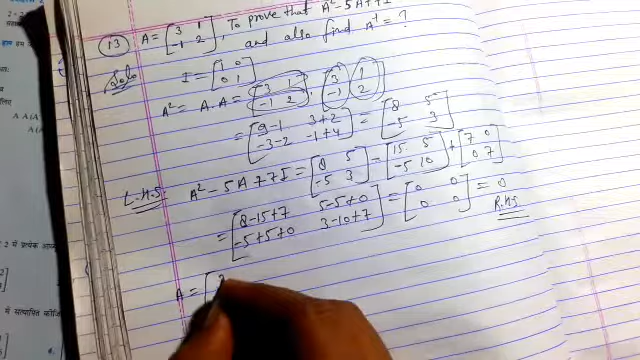 (13) A = [3 1 -1 2], To prove that A² - 5A + 7I =
and also find A⁻¹ = ?
Soln I = [1 0 0 1]
A² = A.A = [3 1 -1 2] . [3 1 -1 2]
= [9-1 3+2 -3-2 -1+4] = [8 5 -5 3]
L.H.S. A² - 5A + 7I = [8 5 -5 3] - [15 5 -5 10] + [7 0 0 7]
= [8-15+7 5-5+0 -5+5+0 3-10+7] = [0 0 0 0] = 0
R.H.S
A = [3